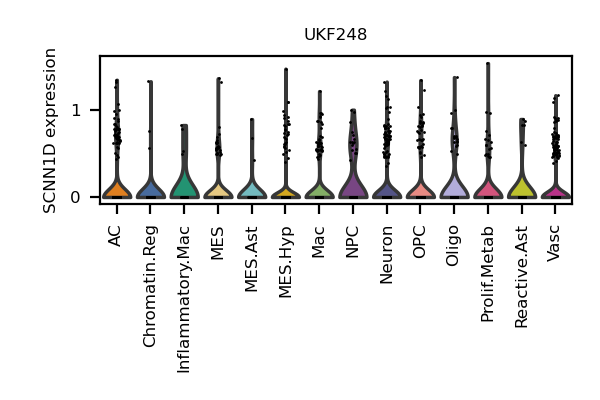 UKF248
SCNN1D expression
1
0
AC
Chromatin.Reg
Inflammatory.Mac
MES
MES.Ast
MES.Hyp
Mac
NPC
Neuron
OPC
Oligo
Prolif.Metab
Reactive.Ast
Vasc